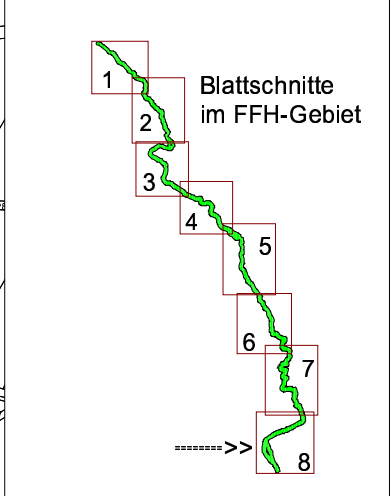 1
Blattschnitte
im FFH-Gebiet
2
3
4
5
6
7
======== >> 8